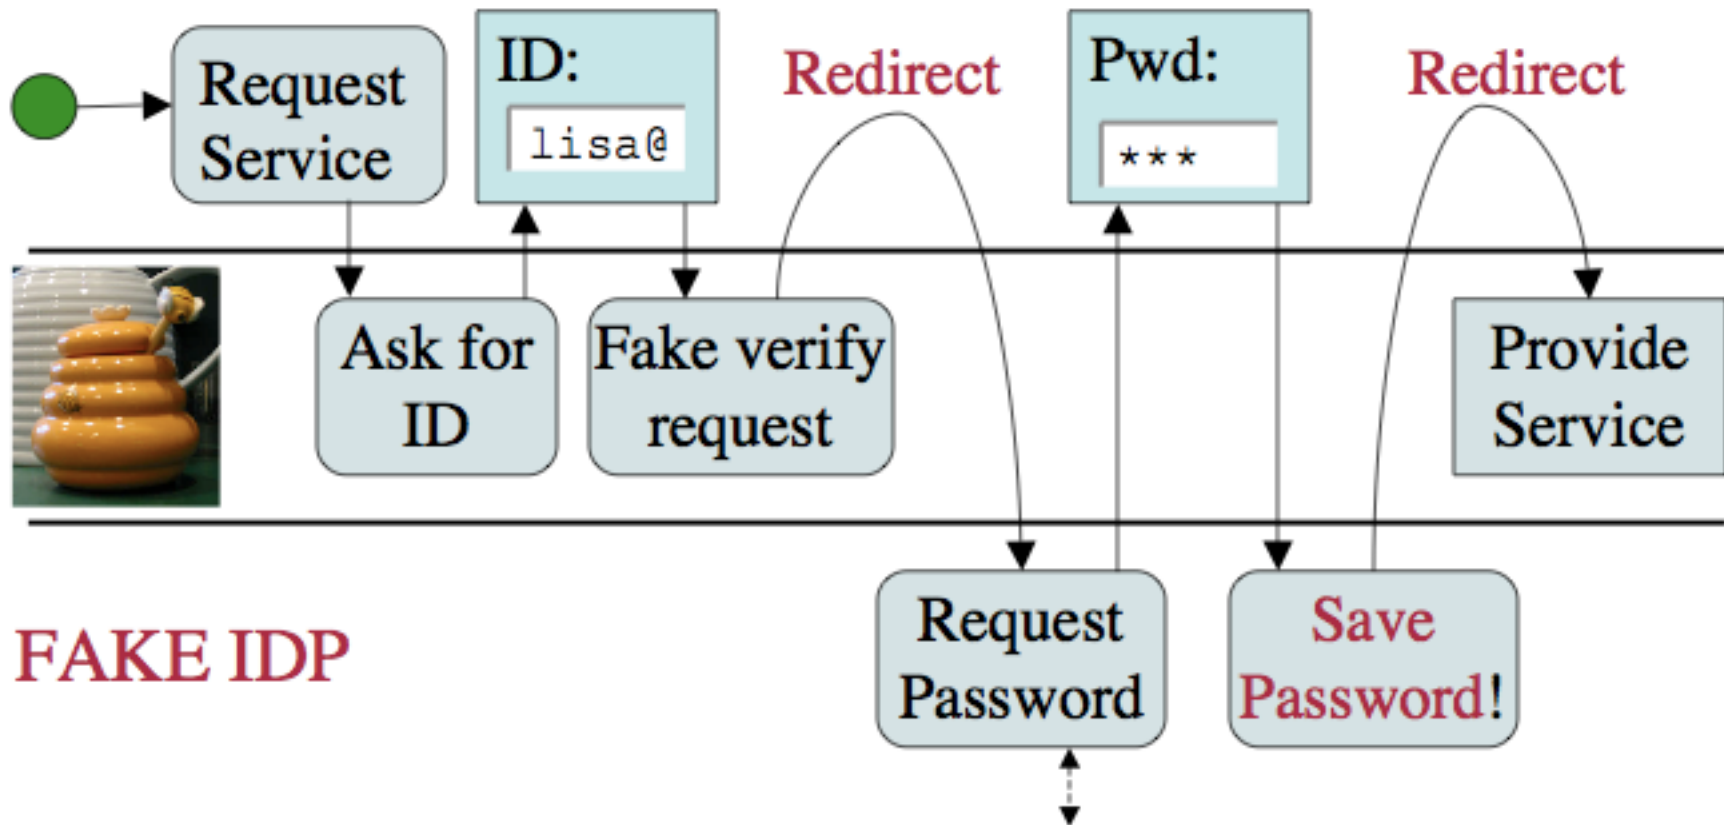 Request
Service
ID:
lisa@
Redirect
Pwd:
***
Redirect
Ask for
ID
Fake verify
request
Provide
Service
FAKE IDP
Request
Password
Save
Password!